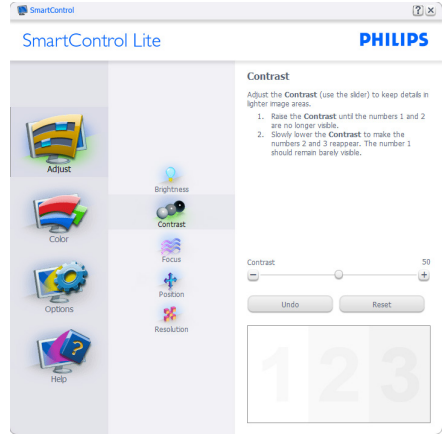 SmartControl
SmartControl Lite
PHILIPS
Adjust
Color
Options
Help
Brightness
Contrast
Focus
Position
Resolution
Contrast
Adjust the Contrast (use the slider) to keep details in
lighter image areas.
1. Raise the Contrast until the numbers 1 and 2
are no longer visible.
2. Slowly lower the Contrast to make the
numbers 2 and 3 reappear. The number 1
should remain barely visible.
Contrast 50
Undo Reset
1 2 3